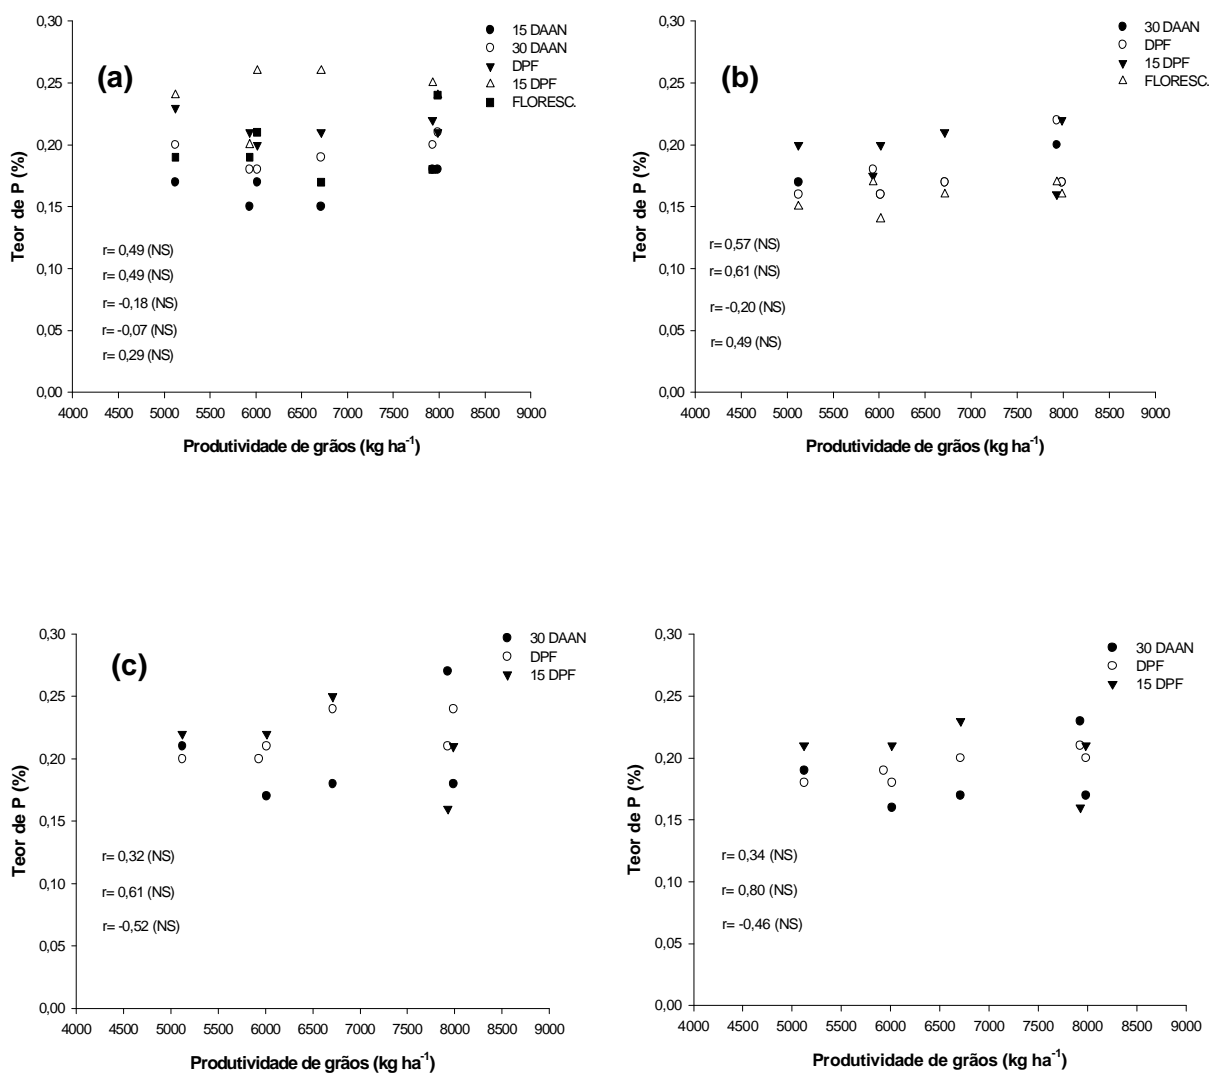 0,30
0,25
0,20
0,15
0,10
0,05
0,00
Teor de P (%)
(a)
15 DAAN
30 DAAN
DPF
15 DPF
FLORESC.
r= 0,49 (NS)
r= 0,49 (NS)
r= -0,18 (NS)
r= -0,07 (NS)
r= 0,29 (NS)
4000 4500 5000 5500 6000 6500 7000 7500 8000 8500 9000
Produtividade de grãos (kg ha-1)
0,30
0,25
0,20
0,15
0,10
0,05
0,00
Teor de P (%)
(b)
30 DAAN
DPF
15 DPF
FLORESC.
r= 0,57 (NS)
r= 0,61 (NS)
r= -0,20 (NS)
r= 0,49 (NS)
4000 4500 5000 5500 6000 6500 7000 7500 8000 8500 9000
Produtividade de grãos (kg ha-1)
0,30
0,25
0,20
0,15
0,10
0,05
0,00
Teor de P (%)
(c)
30 DAAN
DPF
15 DPF
r= 0,32 (NS)
r= 0,61 (NS)
r= -0,52 (NS)
4000 4500 5000 5500 6000 6500 7000 7500 8000 8500 9000
Produtividade de grãos (kg ha-1)
0,30
0,25
0,20
0,15
0,10
0,05
0,00
Teor de P (%)
30 DAAN
DPF
15 DPF
r= 0,34 (NS)
r= 0,80 (NS)
r= -0,46 (NS)
4000 4500 5000 5500 6000 6500 7000 7500 8000 8500 9000
Produtividade de grãos (kg ha-1)